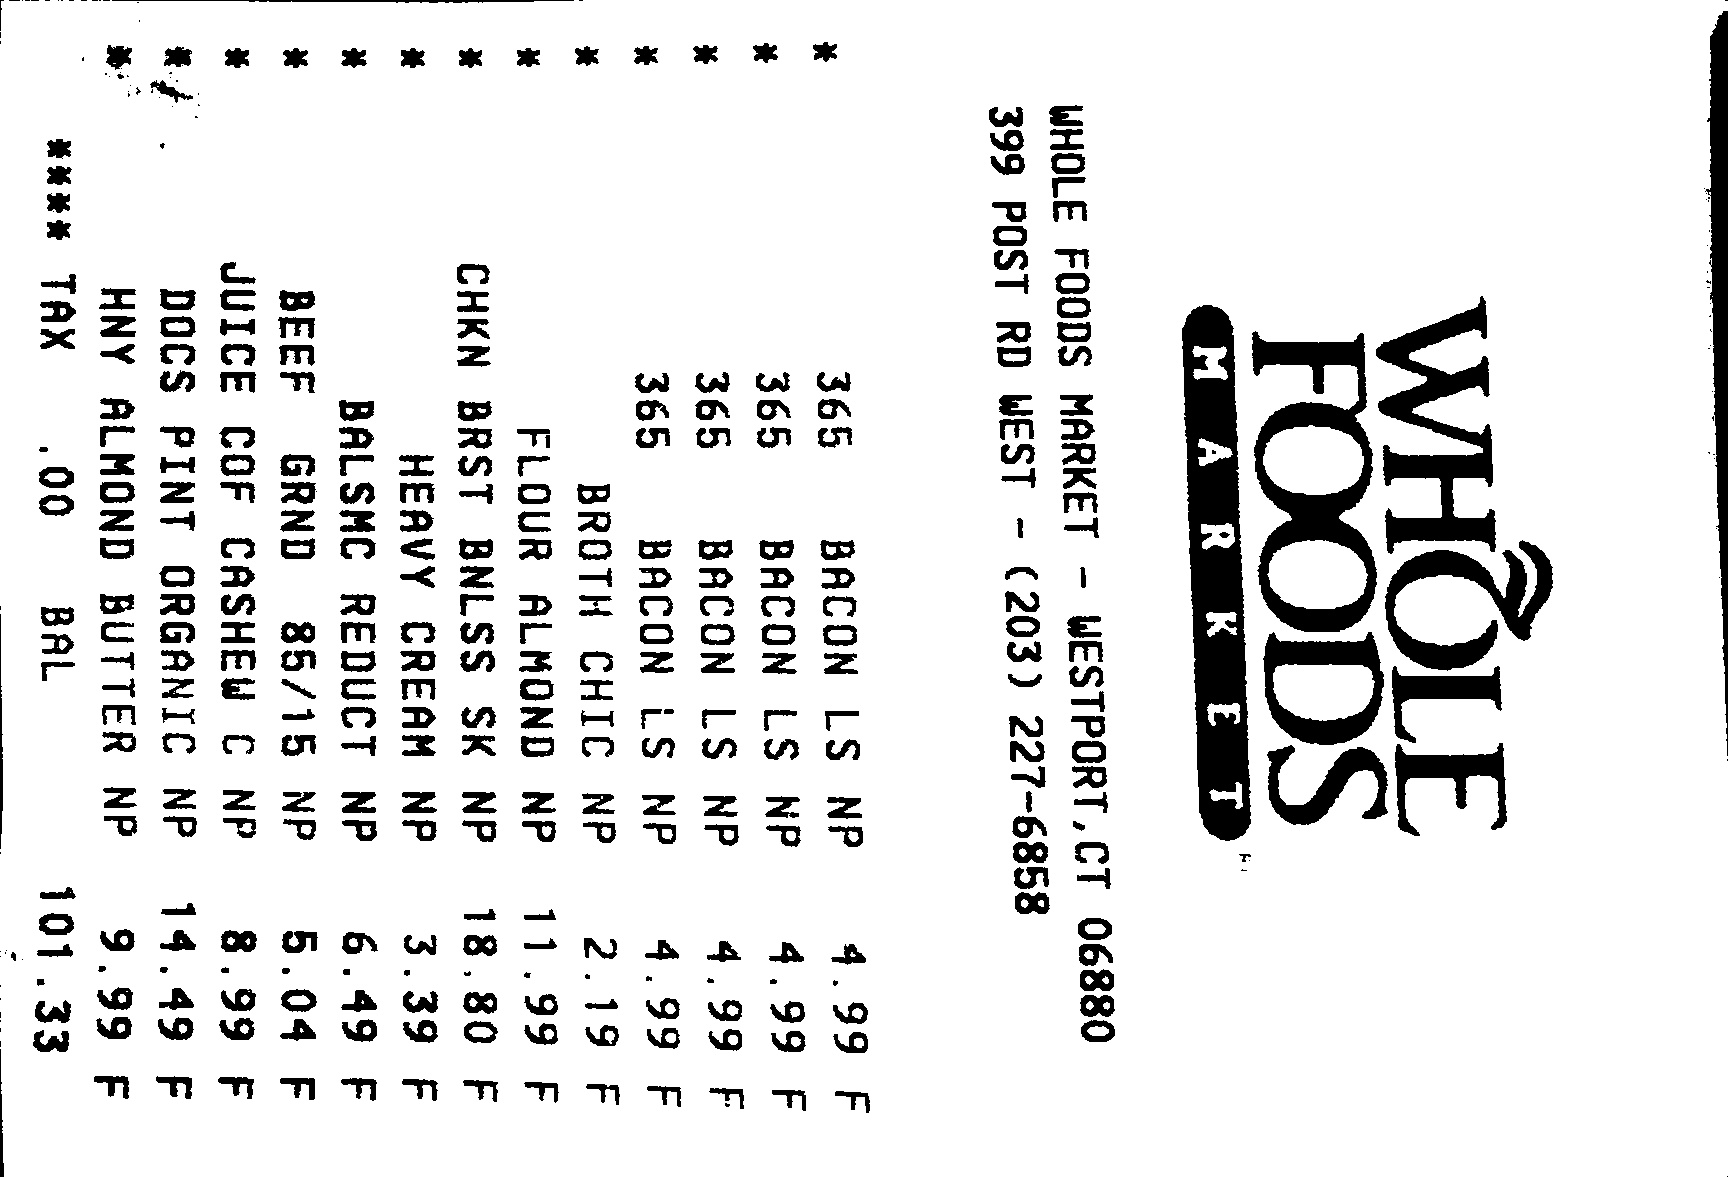 WHOLE
FOODS
MARKET
WHOLE FOODS MARKET - WESTPORT,CT 06880
399 POST RD WEST - (203) 227-6858
* 365 BACON LS NP 4.99 F
* 365 BACON LS NP 4.99 F
* 365 BACON LS NP 4.99 F
* 365 BACON LS NP 4.99 F
* BROTH CHIC NP 2.19 F
* FLOUR ALMOND NP 11.99 F
* CHKN BRST BNLSS SK NP 18.80 F
* HEAVY CREAM NP 3.39 F
* BALSMC REDUCT NP 6.49 F
* BEEF GRND 85/15 NP 5.04 F
* JUICE COF CASHEW C NP 8.99 F
* DOCS PINT ORGANIC NP 14.49 F
* HNY ALMOND BUTTER NP 9.99 F
**** TAX .00 BAL 101.33